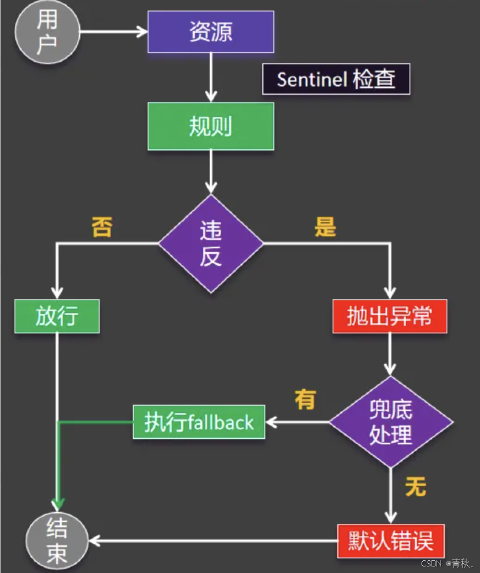 用
户
资源
Sentinel 检查
规则
违
反
否
是
放行
抛出异常
兜底
处理
有
执行fallback
无
结
束
默认错误
CSDN @青秋.